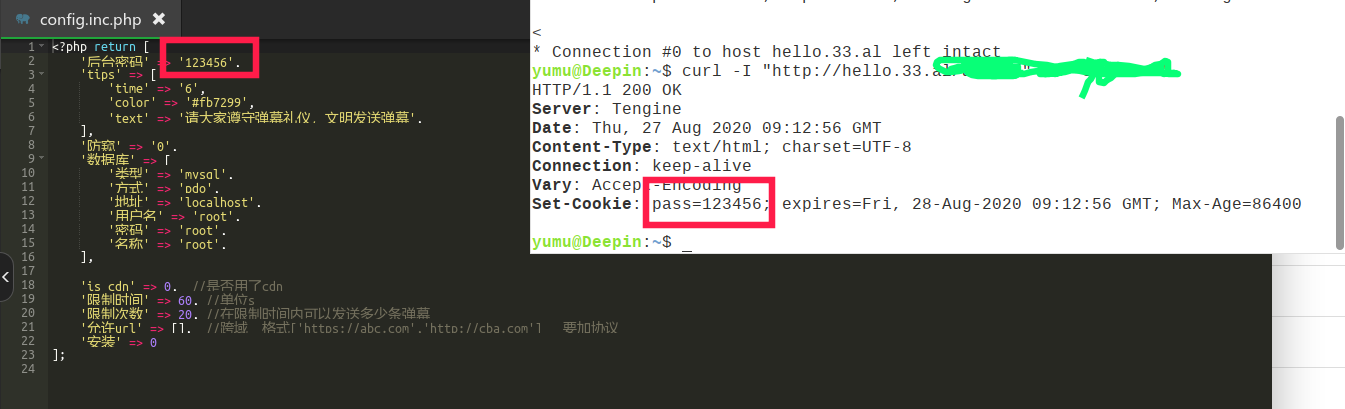 config.inc.php ✖
1 <?php return [
2 '后台密码' => '123456',
3 'tips' => [
4 'time' => '6',
5 'color' => '#fb7299',
6 'text' => '请大家遵守弹幕礼仪，文明发送弹幕',
7 ],
8 '防窥' => '0',
9 '数据库' => [
10 '类型' => 'mysql',
11 '方式' => 'pdo',
12 '地址' => 'localhost',
13 '用户名' => 'root',
14 '密码' => 'root',
15 '名称' => 'root',
16 ],
17
18 'is_cdn' => 0, //是否用了cdn
19 '限制时间' => 60, //单位s
20 '限制次数' => 20, //在限制时间内可以发送多少条弹幕
21 '允许url' => [], //跨域 格式['https://abc.com','http://cba.com'] 要加协议
22 '安装' => 0
23 ];
24
<
* Connection #0 to host hello.33.al left intact
yumu@Deepin:~$ curl -I "http://hello.33.al
HTTP/1.1 200 OK
Server: Tengine
Date: Thu, 27 Aug 2020 09:12:56 GMT
Content-Type: text/html; charset=UTF-8
Connection: keep-alive
Vary: Accept-Encoding
Set-Cookie: pass=123456; expires=Fri, 28-Aug-2020 09:12:56 GMT; Max-Age=86400
yumu@Deepin:~$ _